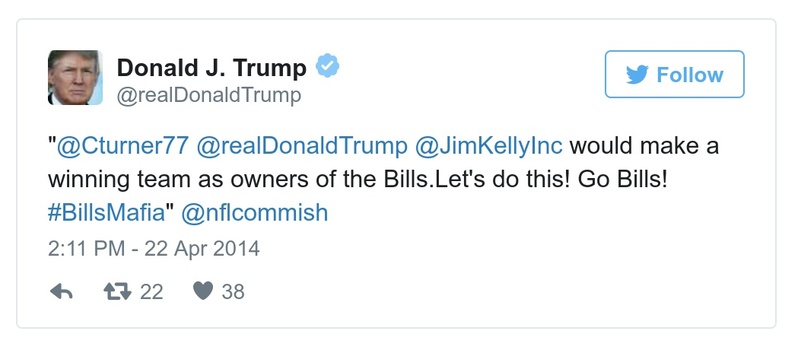 Donald J. Trump
@realDonaldTrump
Follow
"@Cturner77 @realDonaldTrump @JimKellyInc would make a
winning team as owners of the Bills.Let's do this! Go Bills!
#BillsMafia" @nflcommish
2:11 PM - 22 Apr 2014
22 38